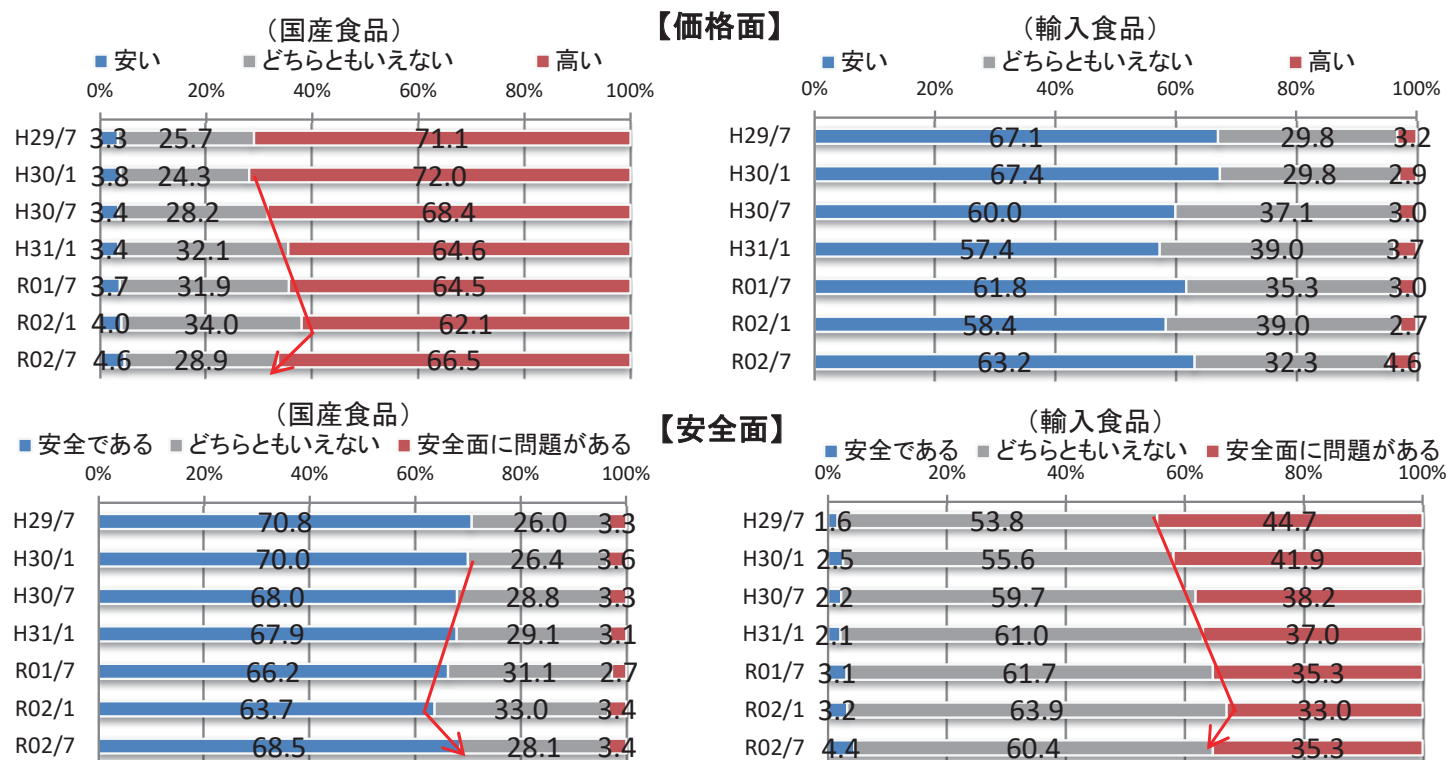 【価格面】
（国産食品）
安い どちらともいえない 高い
0% 20% 40% 60% 80% 100%
H29/7 3.3 25.7 71.1
H30/1 3.8 24.3 72.0
H30/7 3.4 28.2 68.4
H31/1 3.4 32.1 64.6
R01/7 3.7 31.9 64.5
R02/1 4.0 34.0 62.1
R02/7 4.6 28.9 66.5
（輸入食品）
安い どちらともいえない 高い
0% 20% 40% 60% 80% 100%
H29/7 67.1 29.8 3.2
H30/1 67.4 29.8 2.9
H30/7 60.0 37.1 3.0
H31/1 57.4 39.0 3.7
R01/7 61.8 35.3 3.0
R02/1 58.4 39.0 2.7
R02/7 63.2 32.3 4.6
【安全面】
（国産食品）
安全である どちらともいえない 安全面に問題がある
0% 20% 40% 60% 80% 100%
H29/7 70.8 26.0 3.3
H30/1 70.0 26.4 3.6
H30/7 68.0 28.8 3.3
H31/1 67.9 29.1 3.1
R01/7 66.2 31.1 2.7
R02/1 63.7 33.0 3.4
R02/7 68.5 28.1 3.4
（輸入食品）
安全である どちらともいえない 安全面に問題がある
0% 20% 40% 60% 80% 100%
H29/7 1.6 53.8 44.7
H30/1 2.5 55.6 41.9
H30/7 2.2 59.7 38.2
H31/1 2.1 61.0 37.0
R01/7 3.1 61.7 35.3
R02/1 3.2 63.9 33.0
R02/7 4.4 60.4 35.3